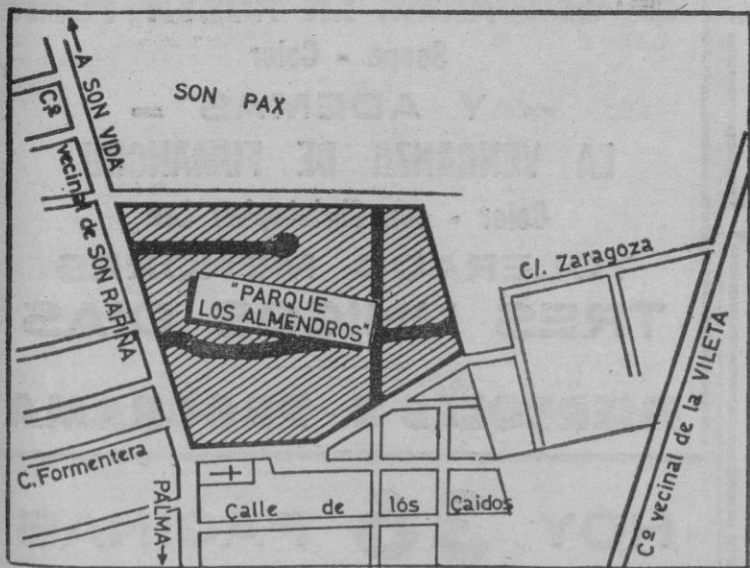 A SON VIDA
SON PAX
Cº
vecinal de SON RAPIÑA
C/. Zaragoza
"PARQUE
LOS ALMENDROS"
Cº vecinal de la VILETA
C. Formentera
Calle de lós Caidos
PALMA